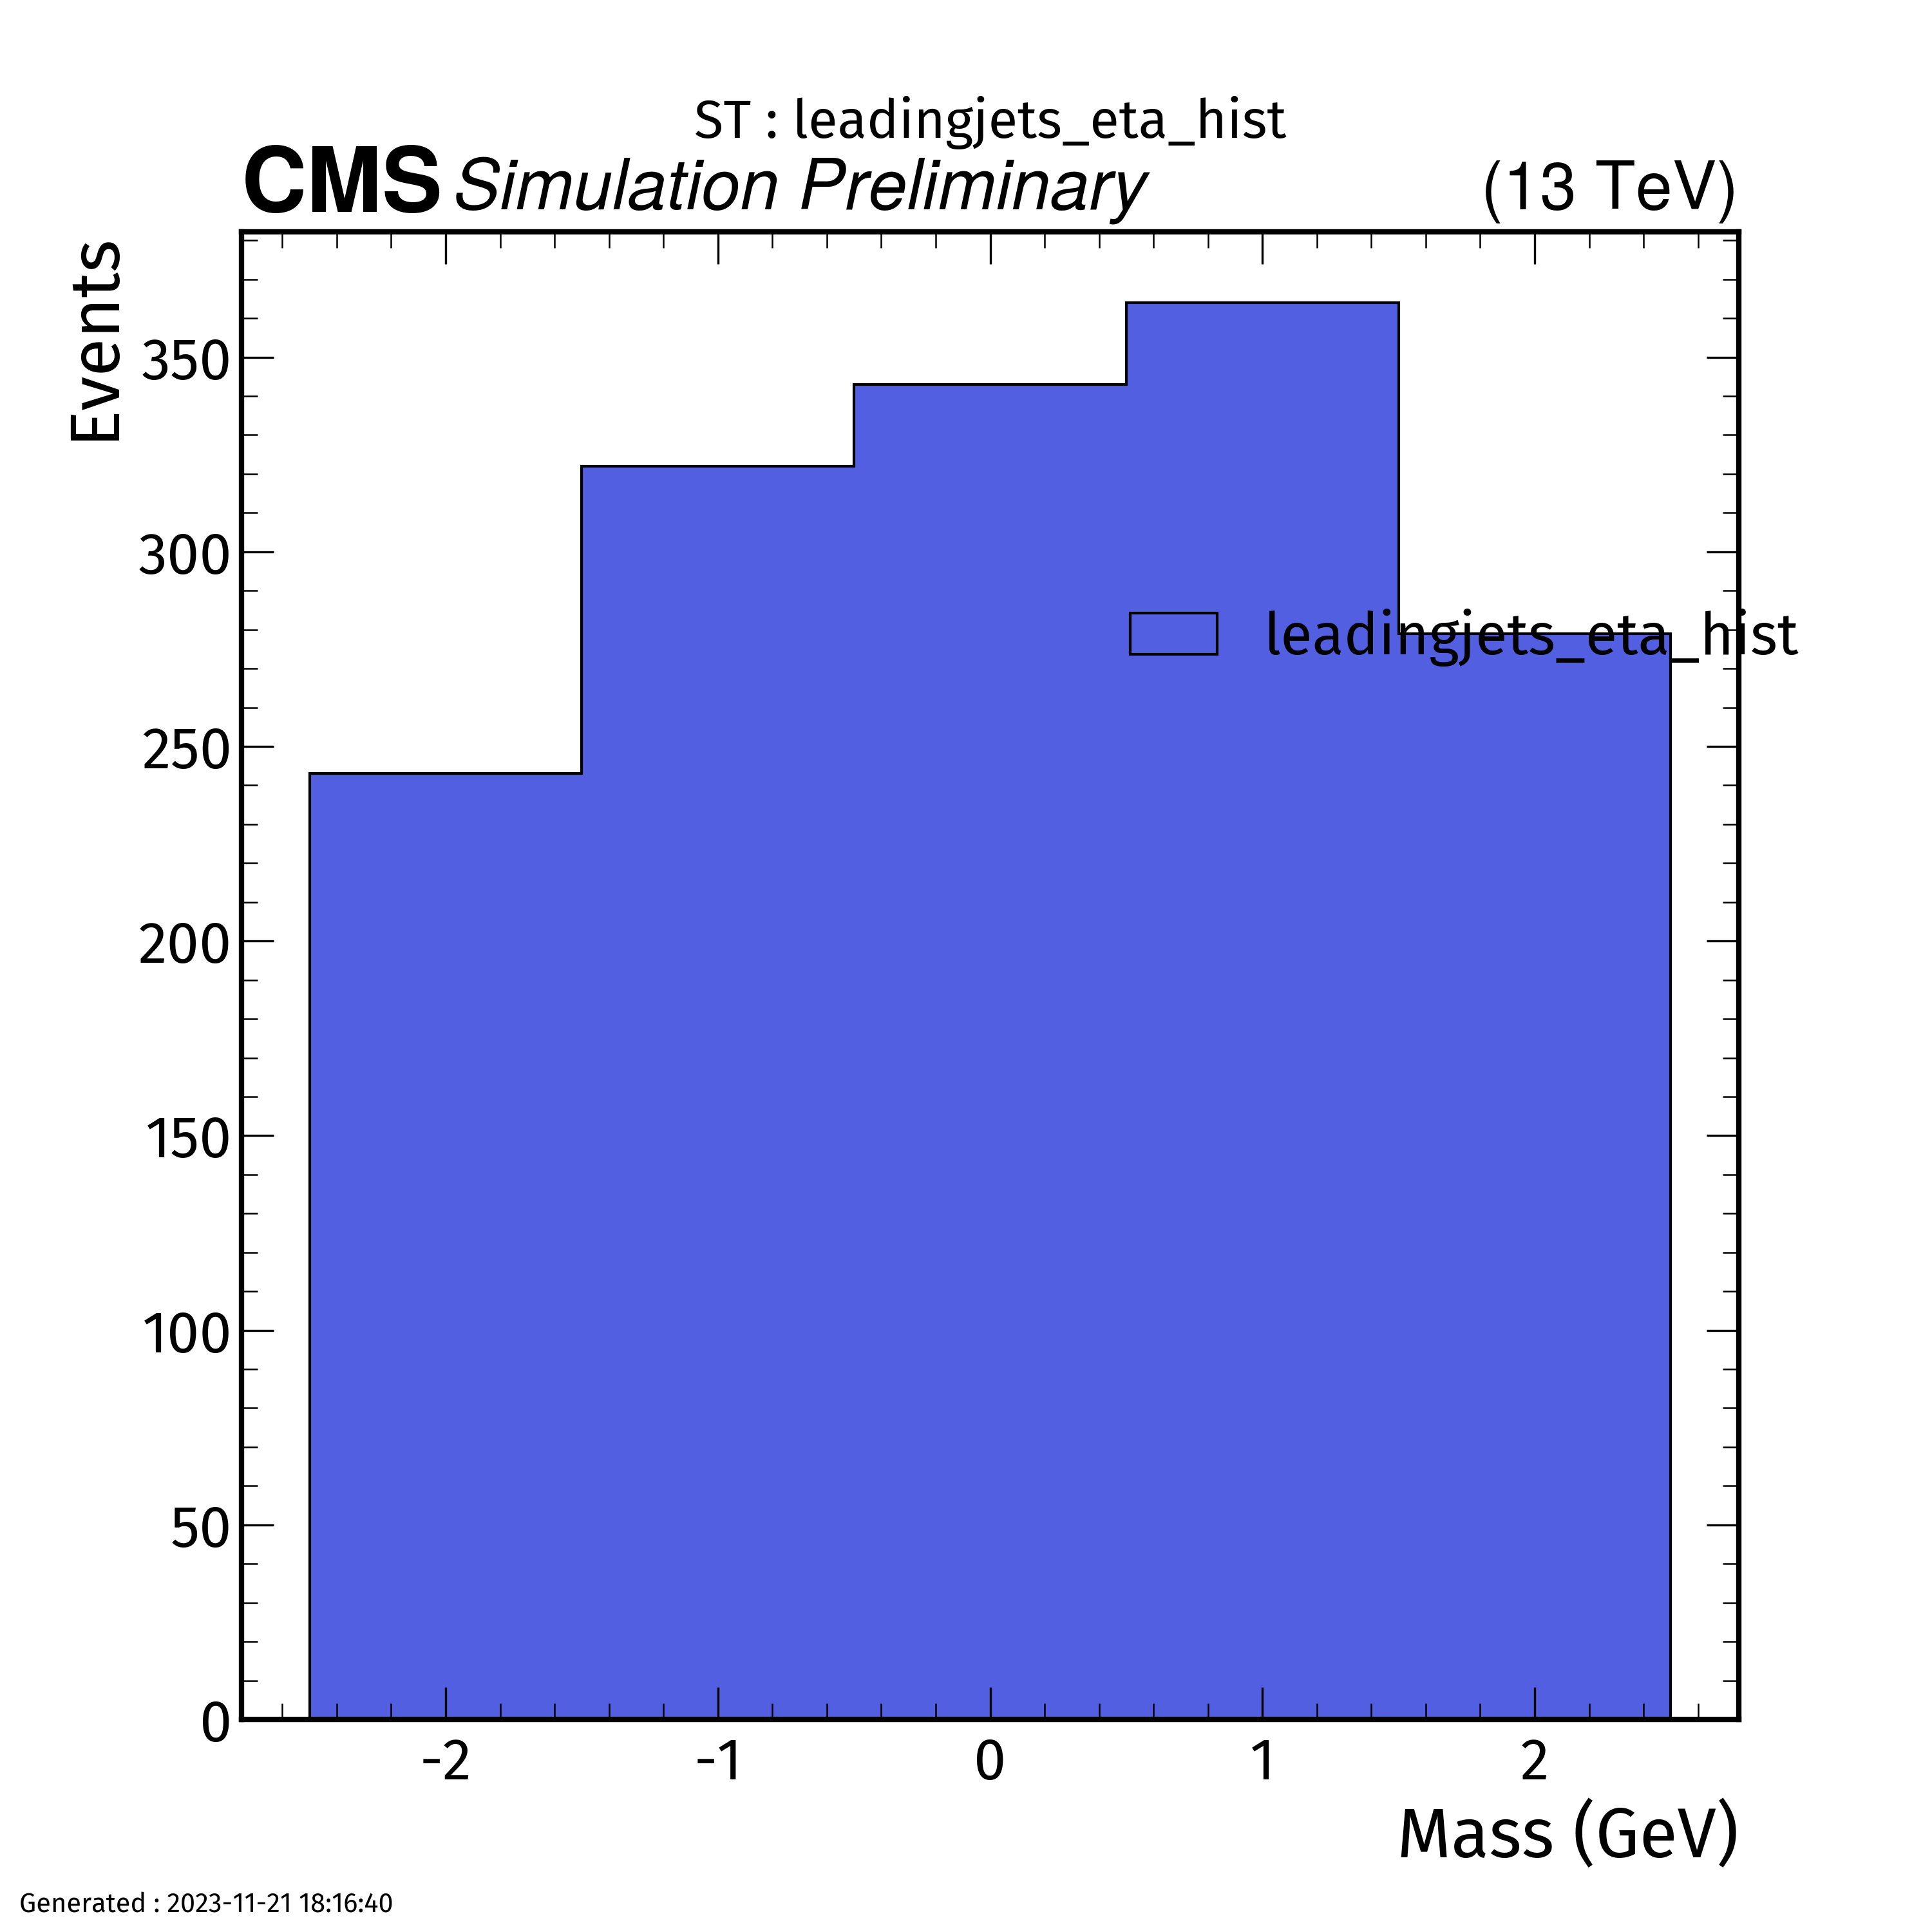 ST : leadingjets_eta_hist
CMS Simulation Preliminary (13 TeV)
Events
350
300
leadingjets_eta_hist
250
200
150
100
50
0
-2 -1 0 1 2
Mass (GeV)
Generated : 2023-11-21 18:16:40